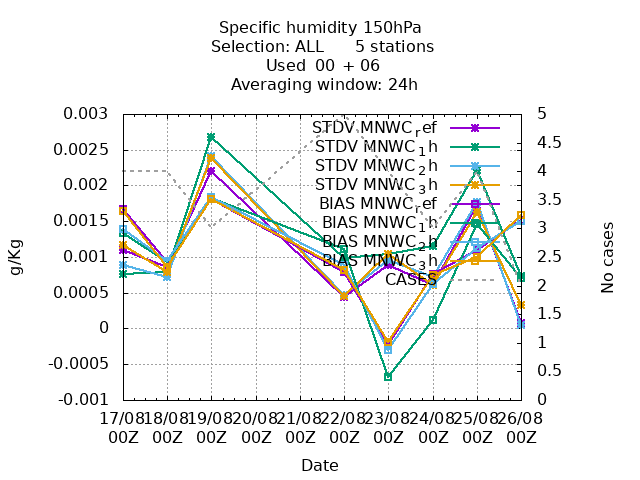 Specific humidity 150hPa
Selection: ALL 5 stations
Used 00 + 06
Averaging window: 24h
0.003
0.0025
0.002
0.0015
0.001
0.0005
0
-0.0005
-0.001
g/Kg
5
4.5
4
3.5
3
2.5
2
1.5
1
0.5
0
No cases
STDV MNWC_ref
STDV MNWC_1h
STDV MNWC_2h
STDV MNWC_3h
BIAS MNWC_ref
BIAS MNWC_1h
BIAS MNWC_2h
BIAS MNWC_3h
CASES
17/08 18/08 19/08 20/08 21/08 22/08 23/08 24/08 25/08 26/08
00Z 00Z 00Z 00Z 00Z 00Z 00Z 00Z 00Z 00Z
Date